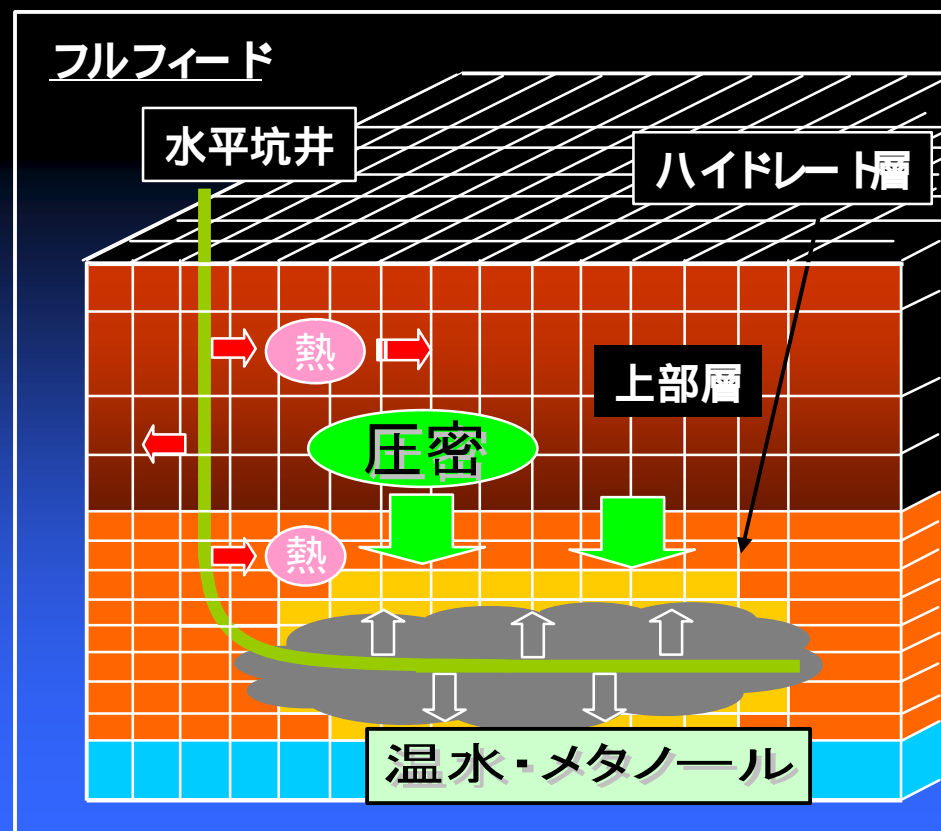 フルフィード
水平坑井
ハイドレート層
熱
上部層
圧密
熱
温水・メタノール